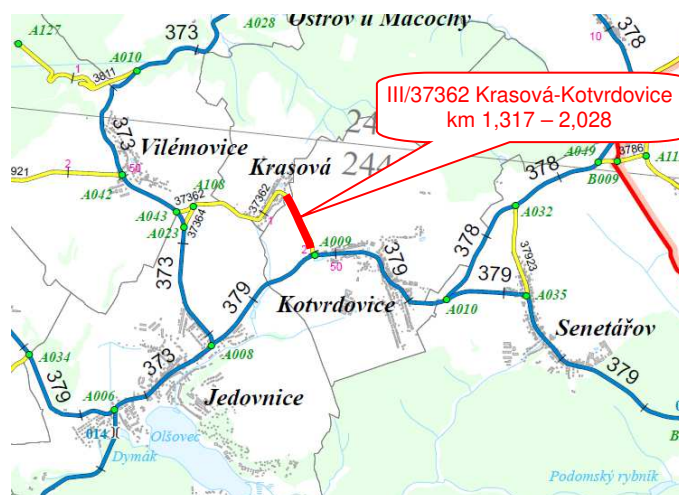 Ostrov u Macochy
A028
378
A127
A010
373
10
1
3811
III/37362 Krasová-Kotvrdovice
km 1,317 – 2,028
373
Vilémovice
24
Krasová
244
378
A049
3786
A11
B009
921
2
50
A042
A108
37362
A043
37362
1
A032
A023
37364
378
A009
2
50
37923
373
379
379
379
A035
Kotvrdovice
A010
Senetářov
A034
373
A008
379
379
A006
Jedovnice
014
Olšovec
Dymák
B
Podomský rybník